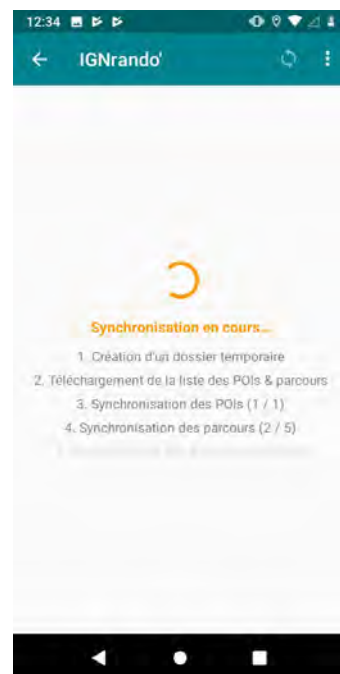 12:34
IGNrando'
Synchronisation en cours...
1. Création d'un dossier temporaire
2. Téléchargement de la liste des POIs & parcours
3. Synchronisation des POIs (1 / 1)
4. Synchronisation des parcours (2 / 5)